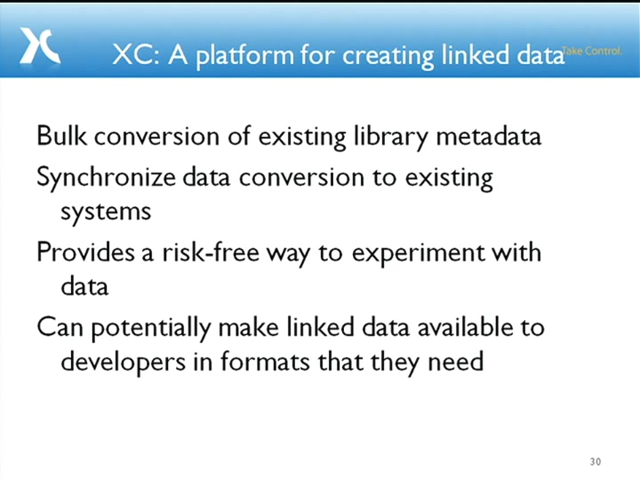 XC: A platform for creating linked data
Take Control.
Bulk conversion of existing library metadata
Synchronize data conversion to existing
systems
Provides a risk-free way to experiment with
data
Can potentially make linked data available to
developers in formats that they need
30